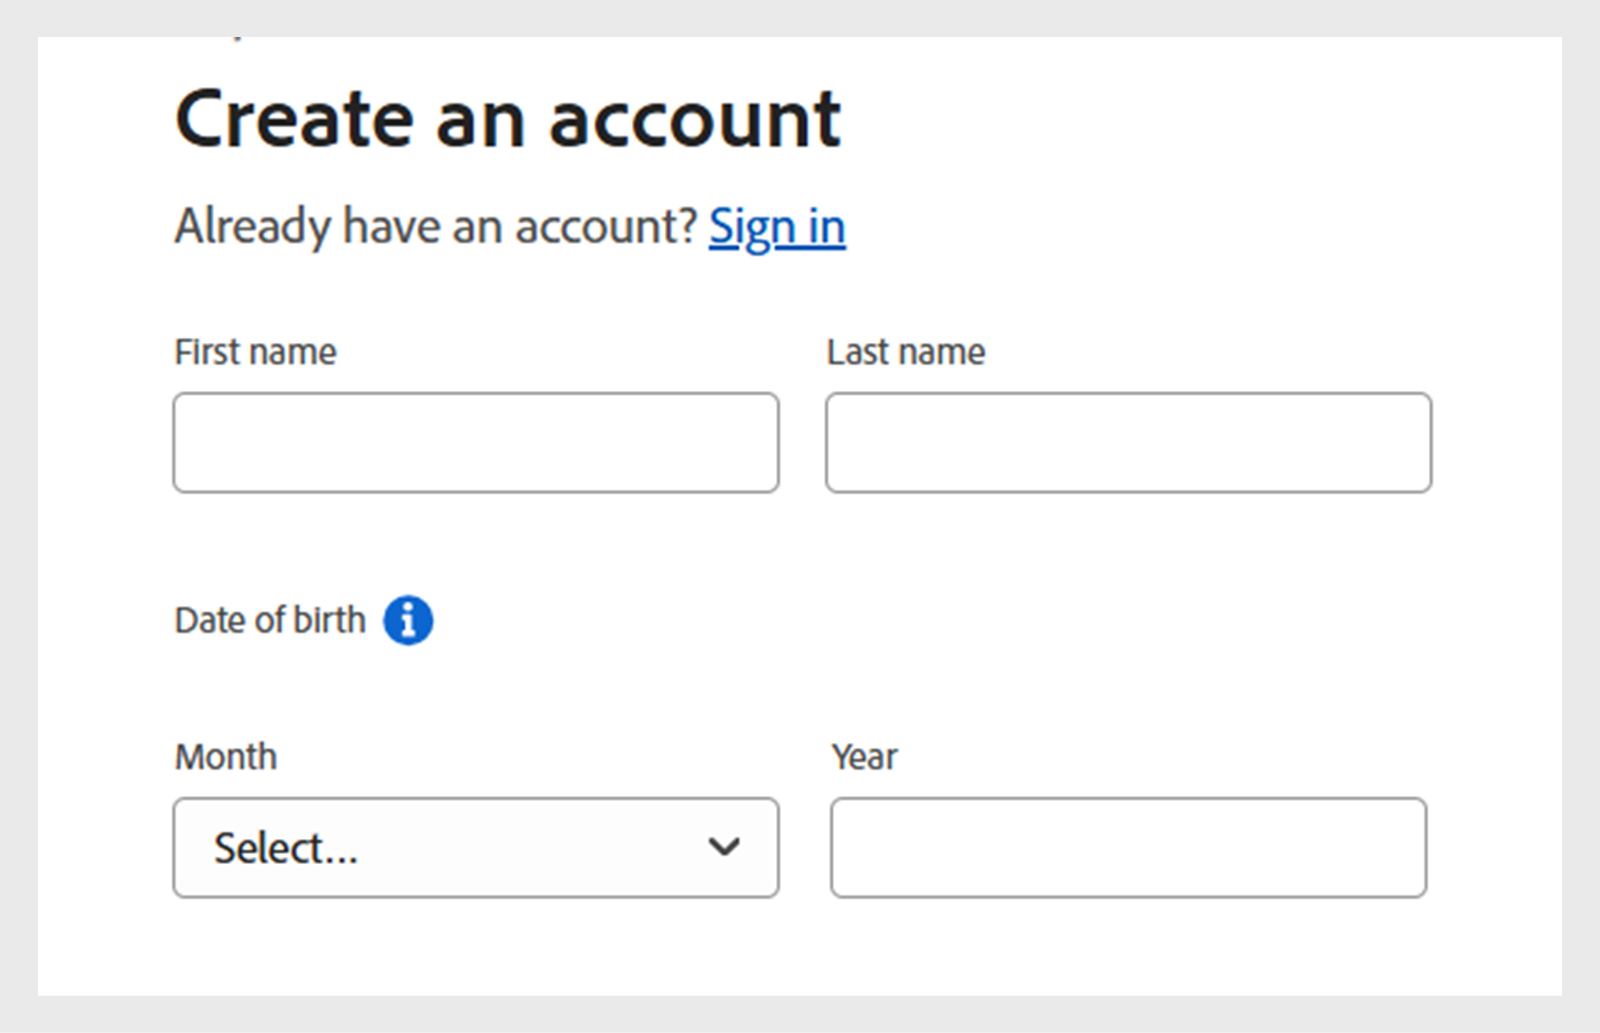 Create an account
Already have an account? Sign in
First name Last name
Date of birth
Month Year
Select...